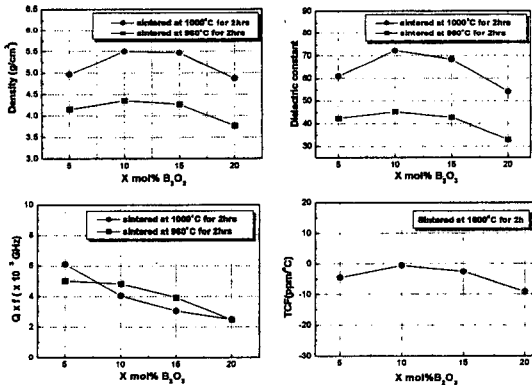 sintered at 1000°C for 2hrs
sintered at 960°C for 2hrs
Density (g/cm³)
6.5
6.0
5.5
5.0
4.5
4.0
3.5
3.0
5
10
15
20
X mol% B₂O₃
sintered at 1000°C for 2hrs
sintered at 960°C for 2hrs
Dielectric constant
90
80
70
60
50
40
30
5
10
15
20
X mol% B₂O₃
sintered at 1000°C for 2hrs
sintered at 960°C for 2hrs
Q x f ( x 10 ³ GHz)
8
6
4
2
0
5
10
15
20
X mol% B₂O₃
Sintered at 1000°C for 2h
TCF(ppm/°C)
20
10
0
-10
-20
-30
5
10
15
20
X mol%B₂O₃